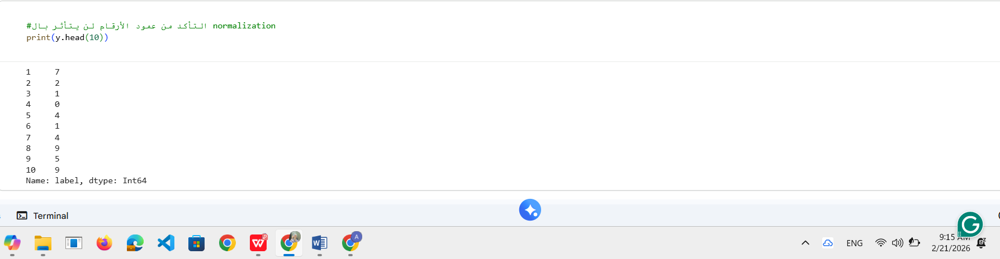 #التأكد من عمود الأرقام لن يتأثر بال normalization
print(y.head(10))
1 7
2 2
3 1
4 0
5 4
6 1
7 4
8 9
9 5
10 9
Name: label, dtype: Int64
Terminal
ENG
9:15 AM
2/21/2026